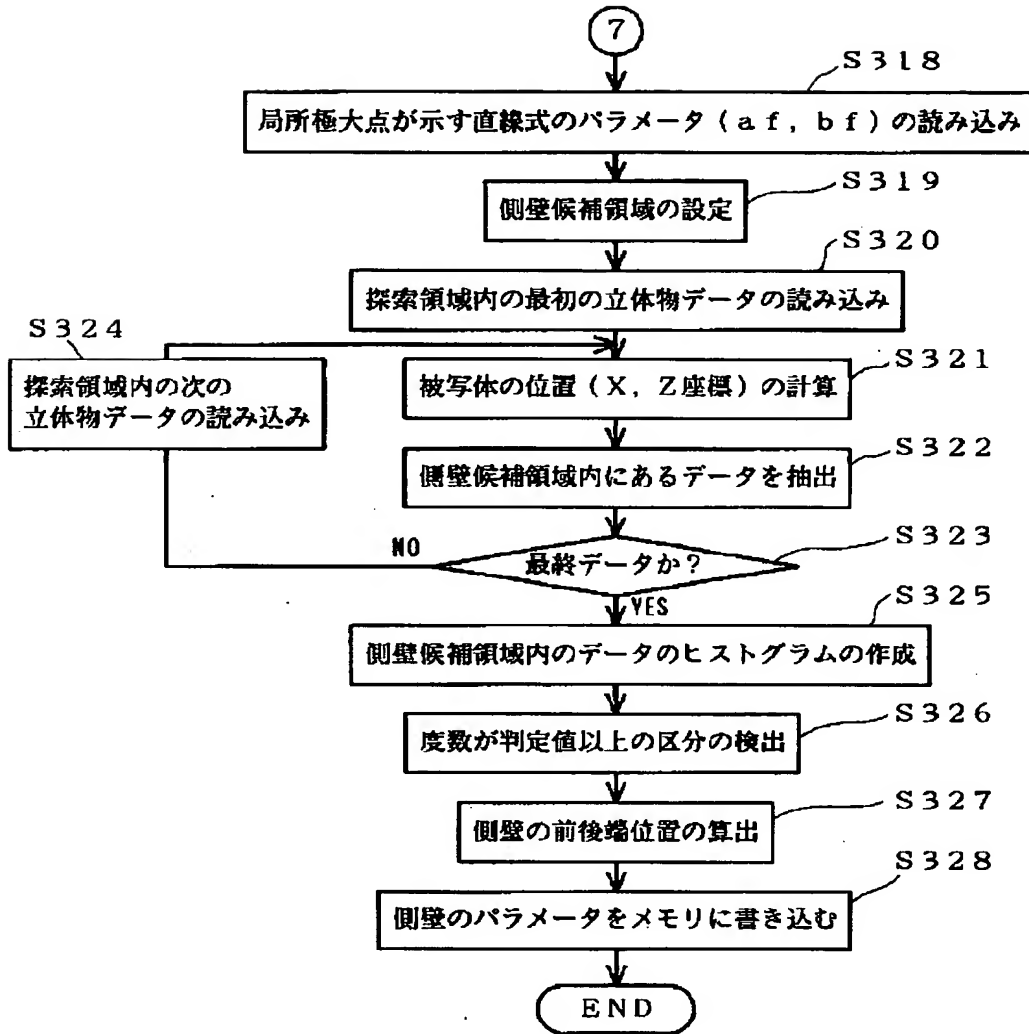 7
S318
局所極大点が示す直線式のパラメータ（af，bf）の読み込み
S319
側壁候補領域の設定
S320
探索領域内の最初の立体物データの読み込み
S324
探索領域内の次の
立体物データの読み込み
S321
被写体の位置（X，Z座標）の計算
S322
側壁候補領域内にあるデータを抽出
S323
NO
最終データか？
YES
S325
側壁候補領域内のデータのヒストグラムの作成
S326
度数が判定値以上の区分の検出
S327
側壁の前後端位置の算出
S328
側壁のパラメータをメモリに書き込む
END